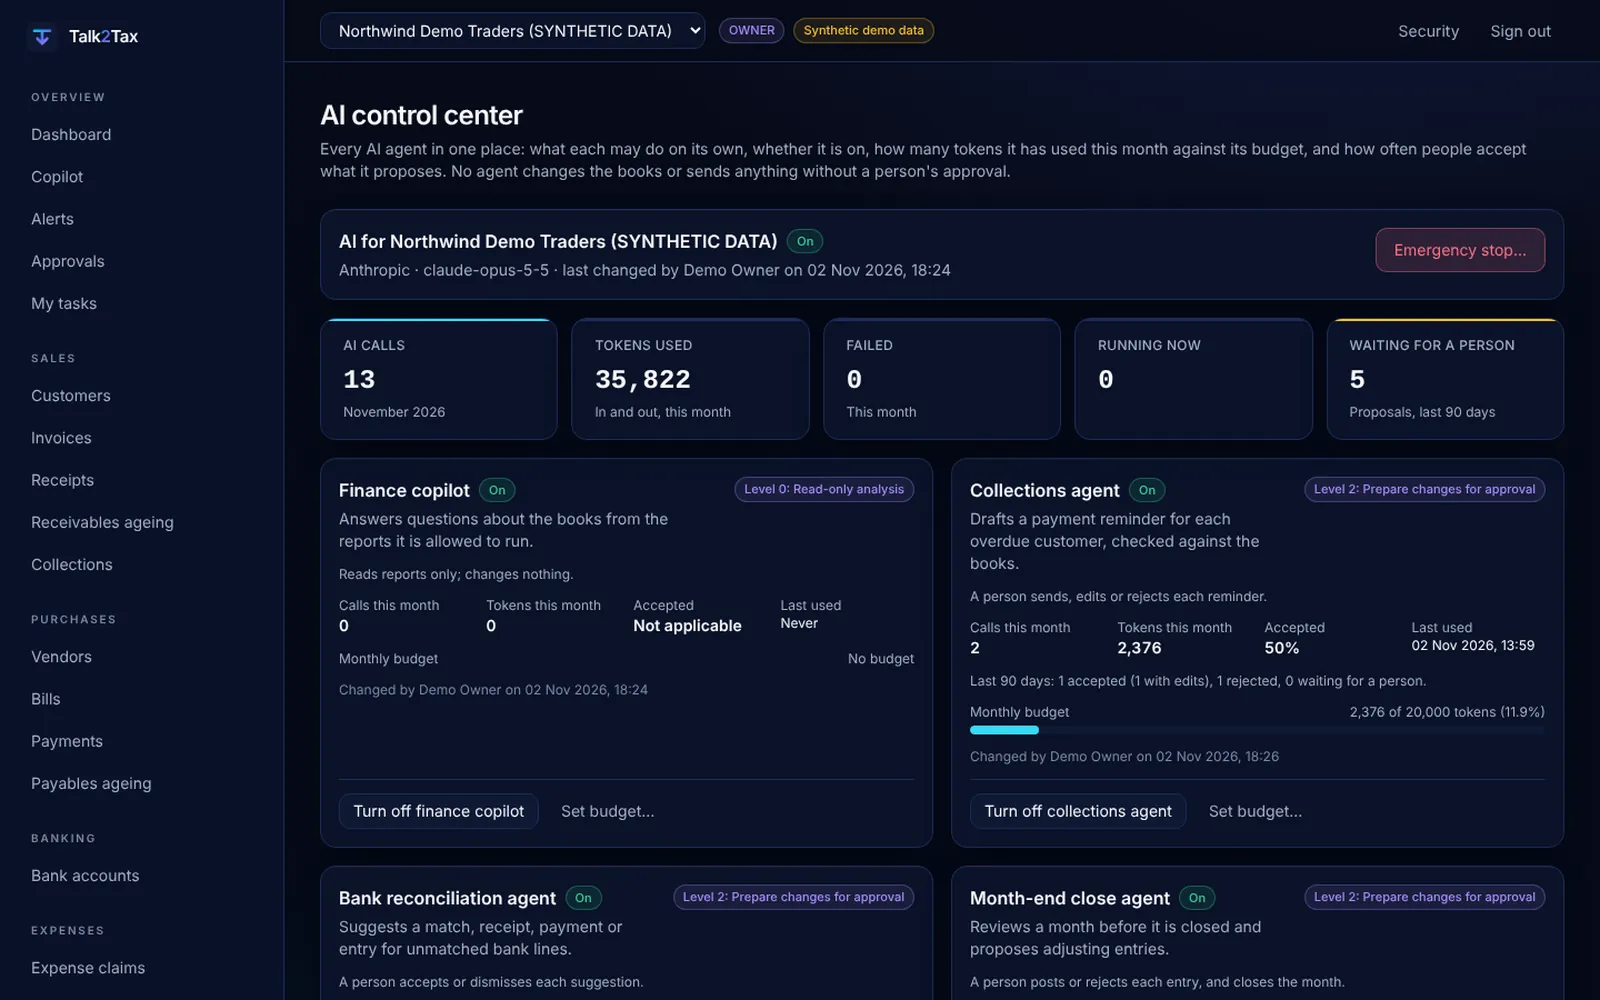 Talk2Tax
OVERVIEW
Dashboard
Copilot
Alerts
Approvals
My tasks
SALES
Customers
Invoices
Receipts
Receivables ageing
Collections
PURCHASES
Vendors
Bills
Payments
Payables ageing
BANKING
Bank accounts
EXPENSES
Expense claims
Northwind Demo Traders (SYNTHETIC DATA)
OWNER
Synthetic demo data
Security
Sign out
AI control center
Every AI agent in one place: what each may do on its own, whether it is on, how many tokens it has used this month against its budget, and how often people accept
what it proposes. No agent changes the books or sends anything without a person's approval.
AI for Northwind Demo Traders (SYNTHETIC DATA) On
Anthropic · claude-opus-5-5 · last changed by Demo Owner on 02 Nov 2026, 18:24
Emergency stop...
AI CALLS
13
November 2026
TOKENS USED
35,822
In and out, this month
FAILED
0
This month
RUNNING NOW
0
WAITING FOR A PERSON
5
Proposals, last 90 days
Finance copilot On
Level 0: Read-only analysis
Answers questions about the books from the
reports it is allowed to run.
Reads reports only; changes nothing.
Calls this month Tokens this month Accepted Last used
0 0 Not applicable Never
Monthly budget No budget
Changed by Demo Owner on 02 Nov 2026, 18:24
Turn off finance copilot Set budget...
Collections agent On
Level 2: Prepare changes for approval
Drafts a payment reminder for each
overdue customer, checked against the
books.
A person sends, edits or rejects each reminder.
Calls this month Tokens this month Accepted Last used
2 2,376 50% 02 Nov 2026, 13:59
Last 90 days: 1 accepted (1 with edits), 1 rejected, 0 waiting for a person.
Monthly budget 2,376 of 20,000 tokens (11.9%)
Changed by Demo Owner on 02 Nov 2026, 18:26
Turn off collections agent Set budget...
Bank reconciliation agent On
Level 2: Prepare changes for approval
Suggests a match, receipt, payment or
entry for unmatched bank lines.
A person accepts or dismisses each suggestion.
Month-end close agent On
Level 2: Prepare changes for approval
Reviews a month before it is closed and
proposes adjusting entries.
A person posts or rejects each entry, and closes the month.